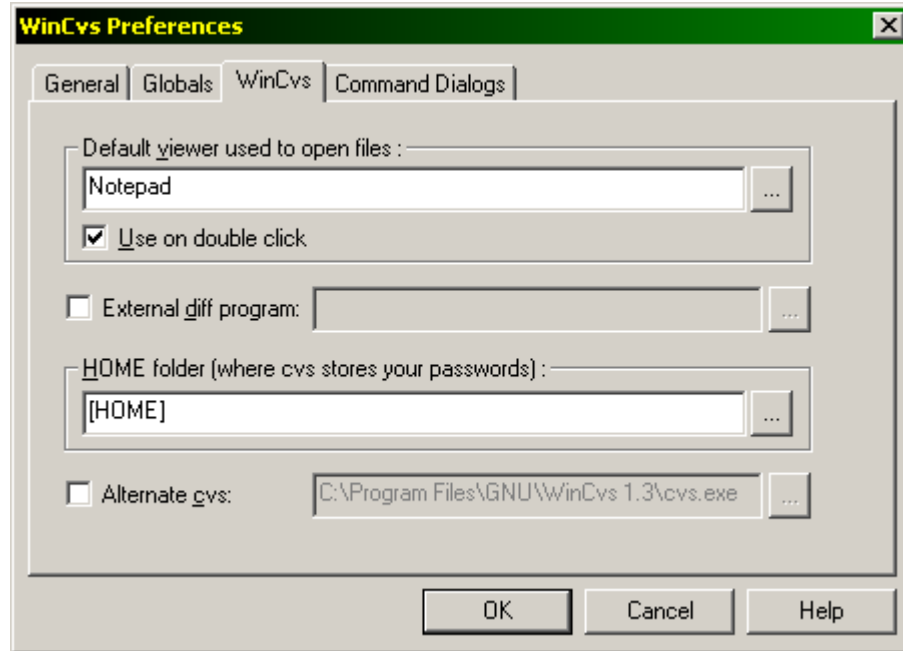 WinCvs Preferences
General Globals WinCvs Command Dialogs
Default viewer used to open files :
Notepad ...
Use on double click
External diff program: ...
HOME folder (where cvs stores your passwords) :
[HOME] ...
Alternate cvs: C:\Program Files\GNU\WinCvs 1.3\cvs.exe ...
OK Cancel Help